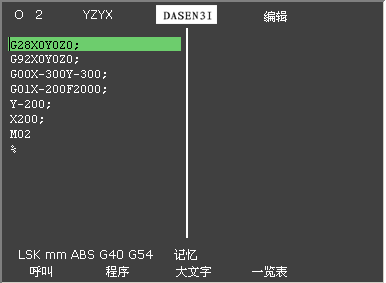 O 2 YZYX DASEN3I 编辑
G28X0Y0Z0;
G92X0Y0Z0;
G00X-300Y-300;
G01X-200F2000;
Y-200;
X200;
M02
%
LSK mm ABS G40 G54 记忆
呼叫 程序 大文字 一览表